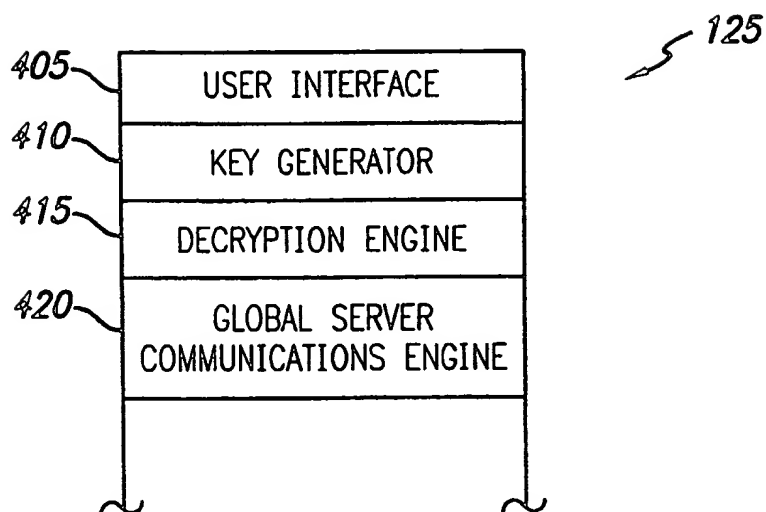 125
405
USER INTERFACE
410
KEY GENERATOR
415
DECRYPTION ENGINE
420
GLOBAL SERVER
COMMUNICATIONS ENGINE